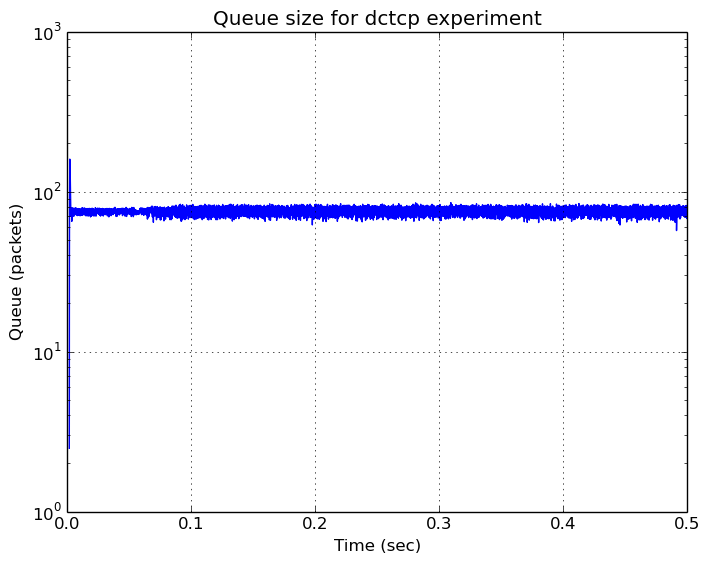 Queue size for dctcp experiment
10³
10²
10¹
10⁰
Queue (packets)
0.0 0.1 0.2 0.3 0.4 0.5
Time (sec)